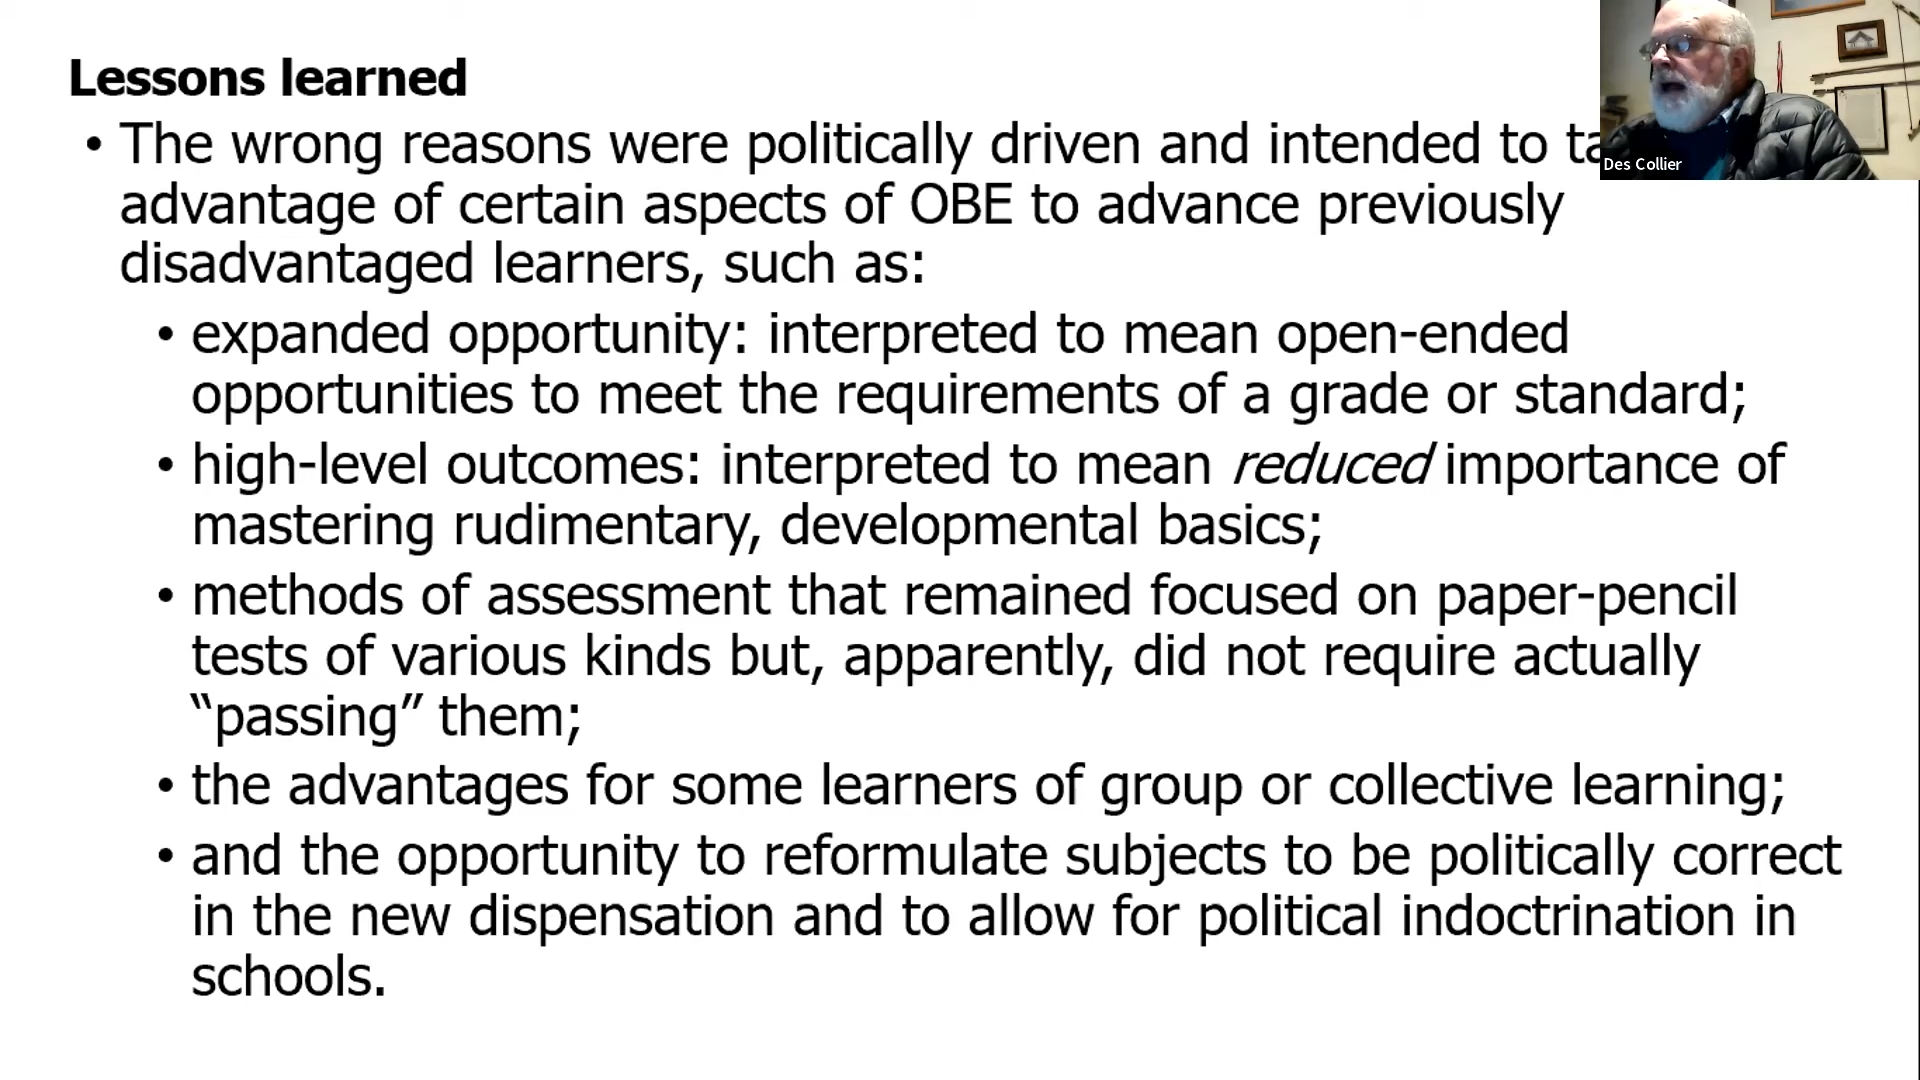 Lessons learned
• The wrong reasons were politically driven and intended to
advantage of certain aspects of OBE to advance previously
disadvantaged learners, such as:
• expanded opportunity: interpreted to mean open-ended
opportunities to meet the requirements of a grade or standard;
• high-level outcomes: interpreted to mean reduced importance of
mastering rudimentary, developmental basics;
• methods of assessment that remained focused on paper-pencil
tests of various kinds but, apparently, did not require actually
“passing” them;
• the advantages for some learners of group or collective learning;
• and the opportunity to reformulate subjects to be politically correct
in the new dispensation and to allow for political indoctrination in
schools.
Des Collier